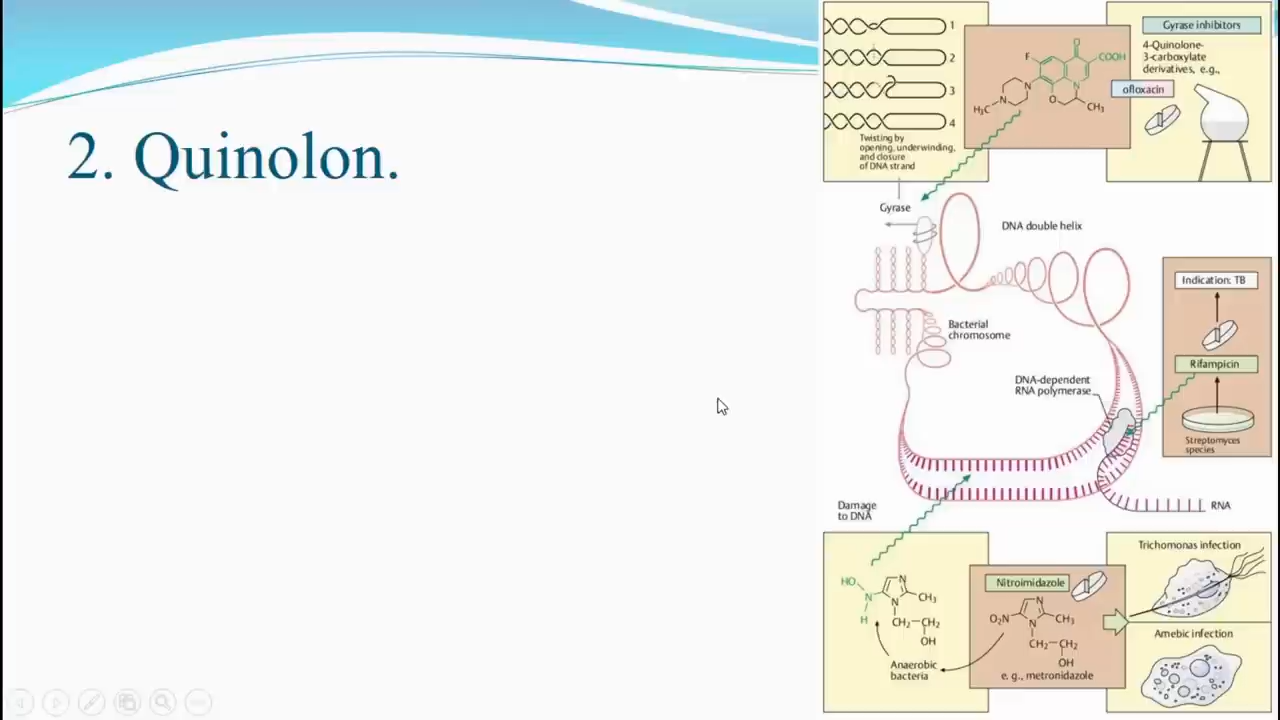 2. Quinolon.
1
2
3
4
Twisting by
opening, underwinding,
and closure
of DNA strand
F
O
COOH
N
N
N
O
CH₃
H₃C
Gyrase inhibitors
4-Quinolone-
3-carboxylate
derivatives, e.g.,
ofloxacin
Gyrase
DNA double helix
Bacterial
chromosome
DNA-dependent
RNA polymerase
Indication: TB
Rifampicin
Streptomyces
species
RNA
Damage
to DNA
HO
N
H
N
N
CH₃
CH₂—CH₂
OH
Anaerobic
bacteria
Nitroimidazole
O₂N
N
N
CH₃
CH₂—CH₂
OH
e. g., metronidazole
Trichomonas infection
Amebic infection